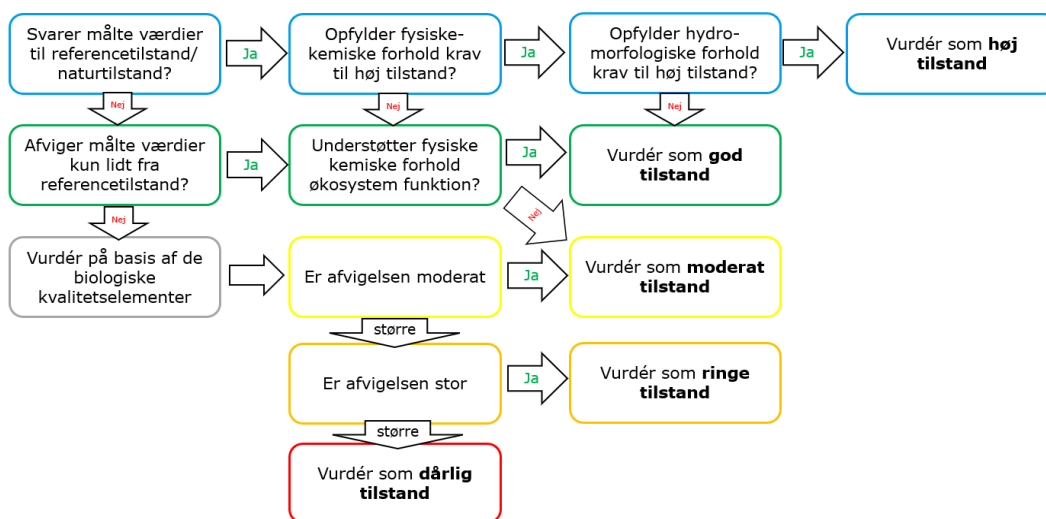 Svarer målte værdier
til referencetilstand/
naturtilstand?
Ja
Opfylder fysiske-
kemiske forhold krav
til høj tilstand?
Ja
Opfylder hydro-
morfologiske forhold
krav til høj tilstand?
Ja
Vurdér som høj
tilstand
Nej
Nej
Nej
Afviger målte værdier
kun lidt fra
referencetilstand?
Ja
Understøtter fysiske
kemiske forhold
økosystem funktion?
Ja
Vurdér som god
tilstand
Nej
Nej
Vurdér på basis af de
biologiske
kvalitetselementer
Er afvigelsen moderat
Ja
Vurdér som moderat
tilstand
større
Er afvigelsen stor
Ja
Vurdér som ringe
tilstand
større
Vurdér som dårlig
tilstand